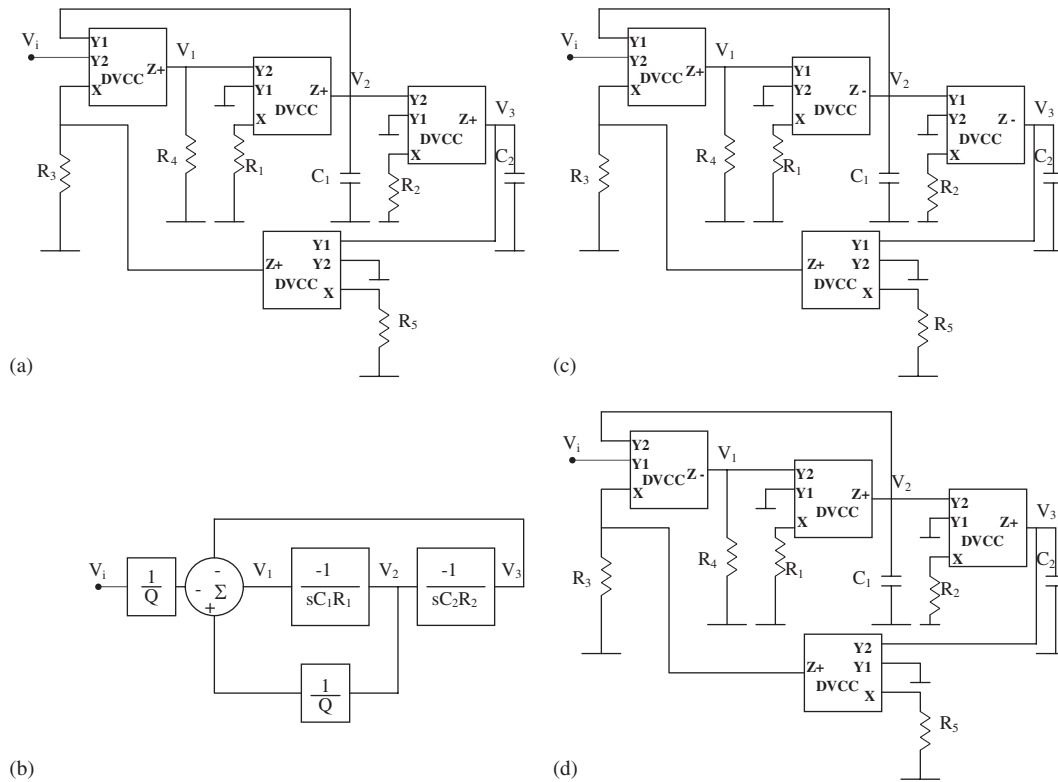 V_i
Y1
Y2
X
DVCC
Z+
V_1
Y2
Y1
X
DVCC
Z+
V_2
Y2
Y1
X
DVCC
Z+
V_3
R_3
R_4
R_1
C_1
R_2
C_2
Z+
DVCC
Y1
Y2
X
R_5
(a)
V_i
Y1
Y2
X
DVCC
Z+
V_1
Y1
Y2
X
DVCC
Z -
V_2
Y1
Y2
X
DVCC
Z -
V_3
R_3
R_4
R_1
C_1
R_2
C_2
Z+
DVCC
Y1
Y2
X
R_5
(c)
V_i
1
Q
-
-
Σ
+
V_1
-1
sC_1R_1
V_2
-1
sC_2R_2
V_3
1
Q
(b)
V_i
Y2
Y1
X
DVCC
Z -
V_1
Y2
Y1
X
DVCC
Z+
V_2
Y2
Y1
X
DVCC
Z+
V_3
R_3
R_4
R_1
C_1
R_2
C_2
Z+
DVCC
Y2
Y1
X
R_5
(d)